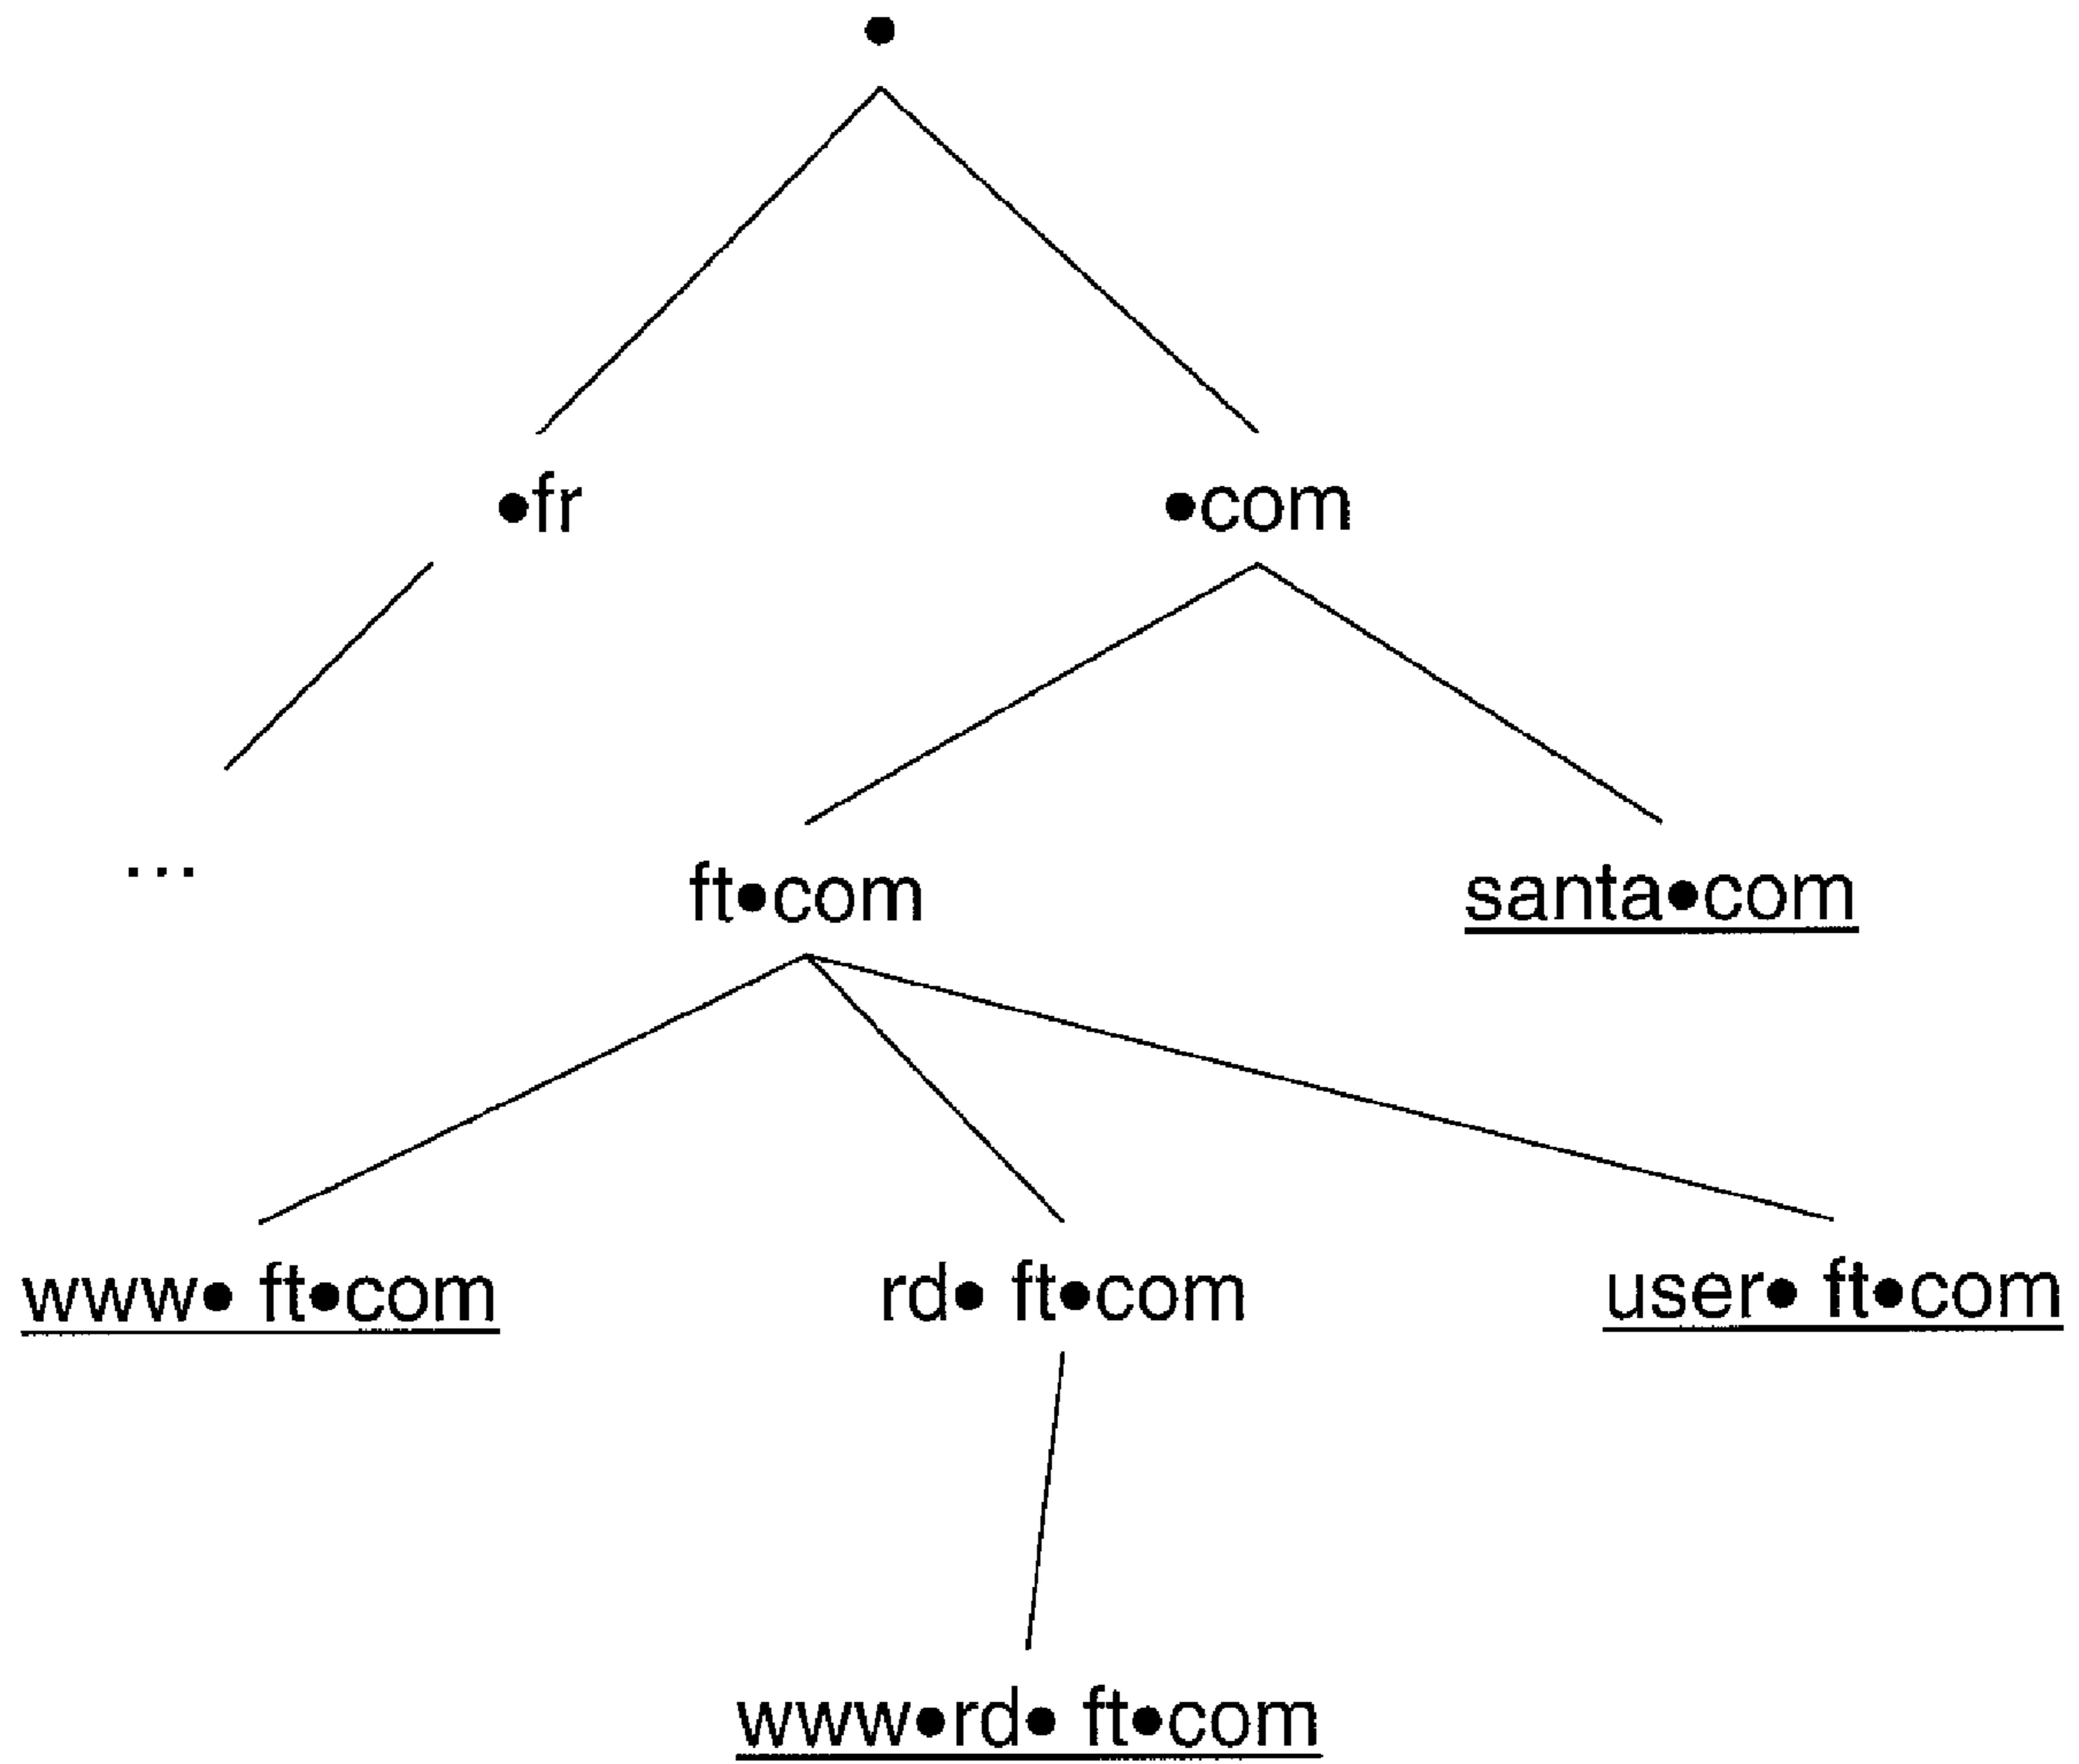 •
•fr
•com
...
ft•com
santa•com
www• ft•com
rd• ft•com
user• ft•com
www•rd• ft•com